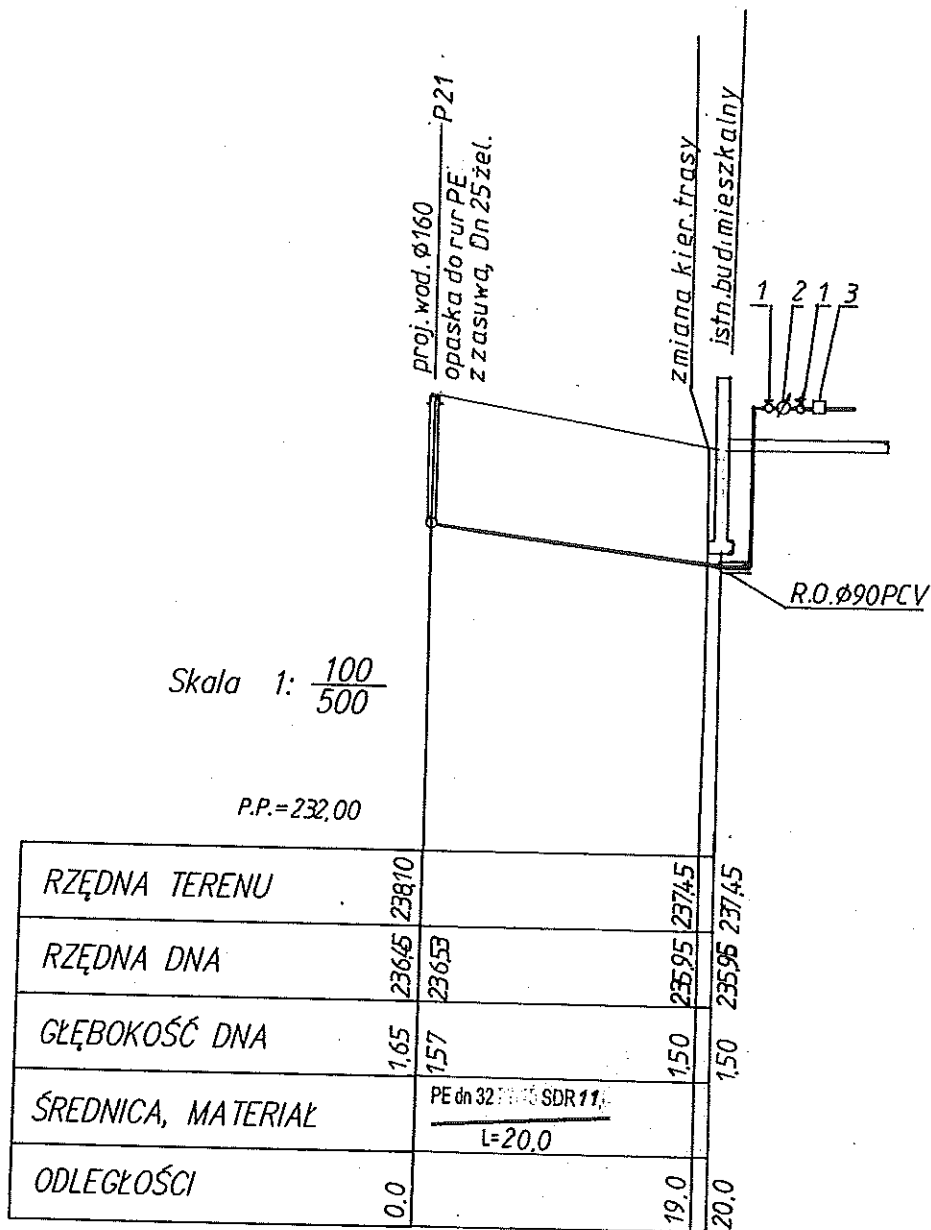 proj. wod. ⌀160 P21
opaska do rur PE
z zasuwą, Dn 25 żel.
zmiana kier. trasy
istn. bud. mieszkalny
1 2 1 3
R.O. ⌀90 PCV
Skala 1: 100
500
P.P.=232,00
RZĘDNA TERENU 238,10 237,45 237,45
RZĘDNA DNA 236,45 236,53 235,95 235,95
GŁĘBOKOŚĆ DNA 1,65 1,57 1,50 1,50
ŚREDNICA, MATERIAŁ PE dn 32 SDR 11,
L=20,0
ODLEGŁOŚCI 0.0 19.0 20.0